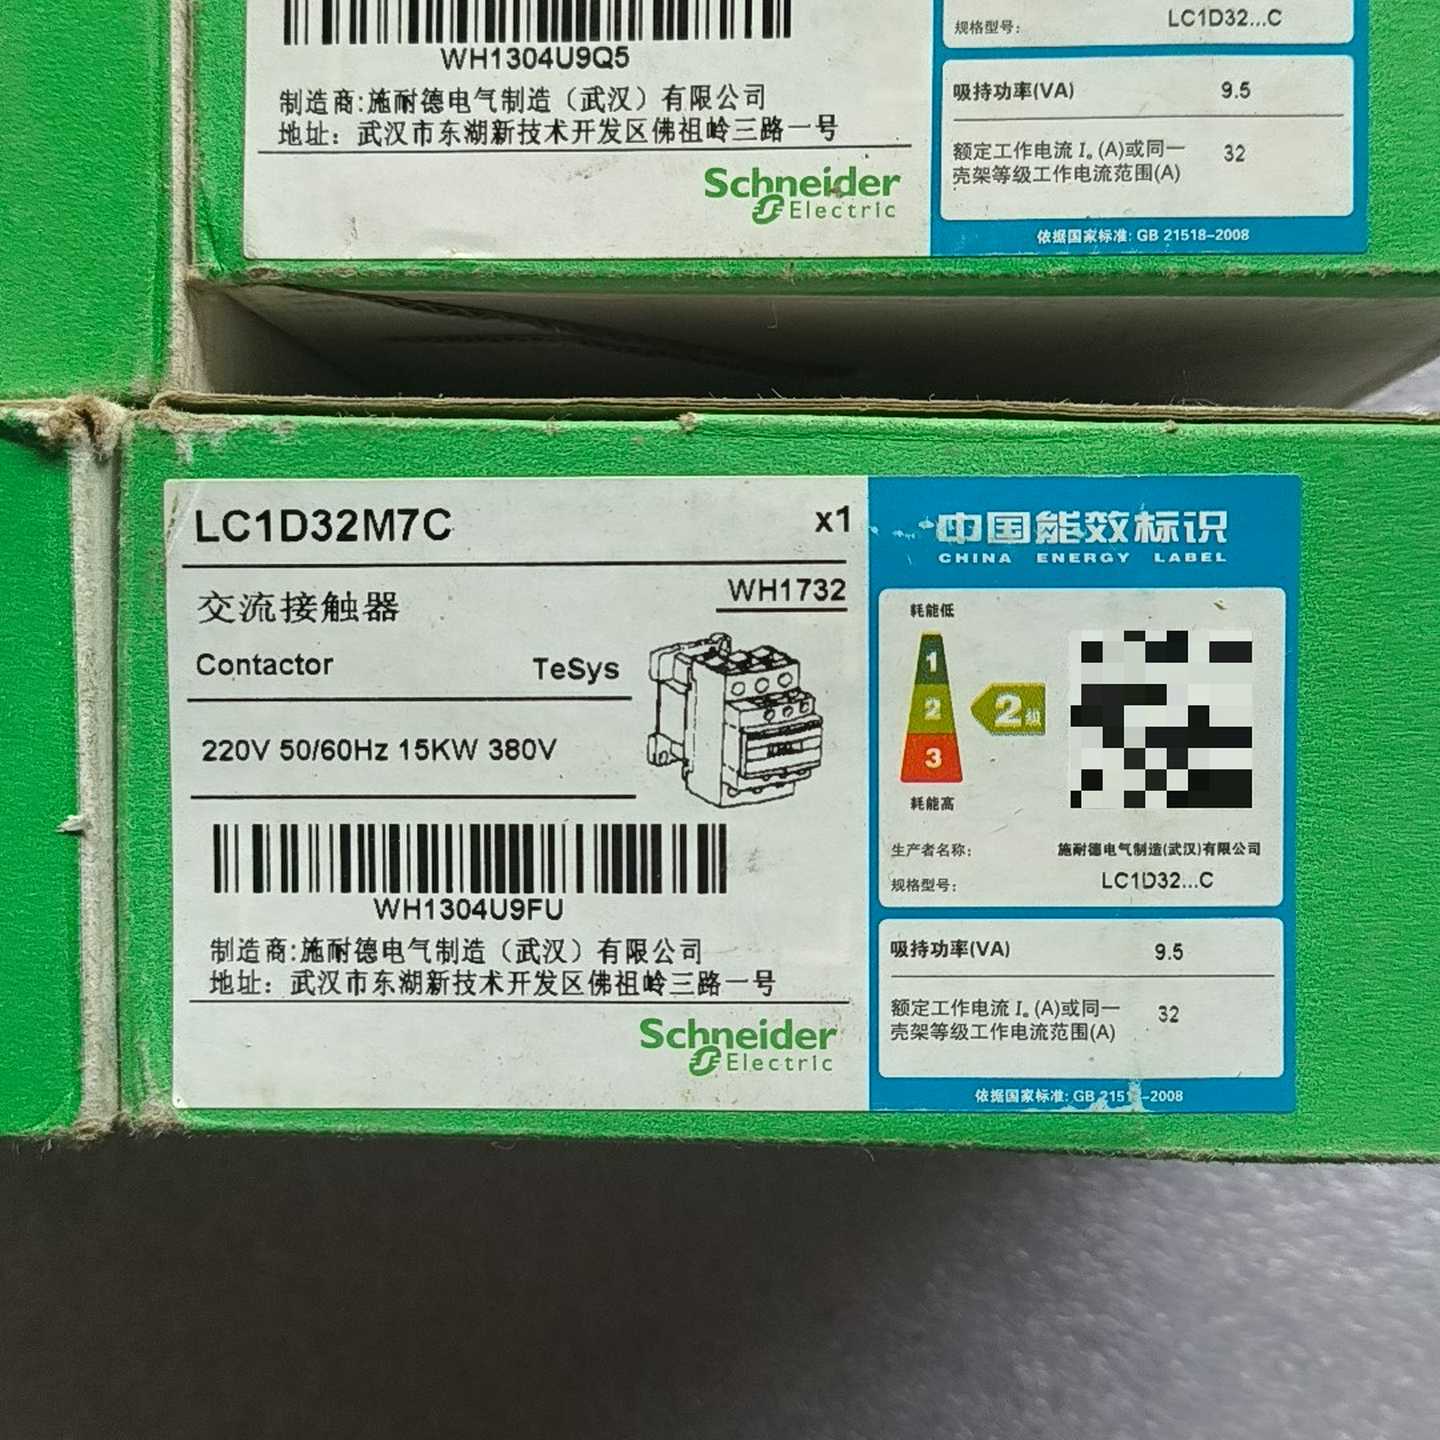 WH1304U9Q5
制造商:施耐德电气制造（武汉）有限公司
地址：武汉市东湖新技术开发区佛祖岭三路一号
Schneider
Electric
规格型号: LC1D32...C
吸持功率(VA) 9.5
额定工作电流 Iₑ (A)或同一 32
壳架等级工作电流范围(A)
依据国家标准: GB 21518-2008
LC1D32M7C x1
WH1732
交流接触器
Contactor TeSys
220V 50/60Hz 15KW 380V
WH1304U9FU
制造商:施耐德电气制造（武汉）有限公司
地址：武汉市东湖新技术开发区佛祖岭三路一号
Schneider
Electric
中国能效标识
CHINA ENERGY LABEL
耗能低
1
2
2级
3
耗能高
生产者名称: 施耐德电气制造(武汉)有限公司
规格型号: LC1D32...C
吸持功率(VA) 9.5
额定工作电流 Iₑ (A)或同一 32
壳架等级工作电流范围(A)
依据国家标准: GB 2151 -2008